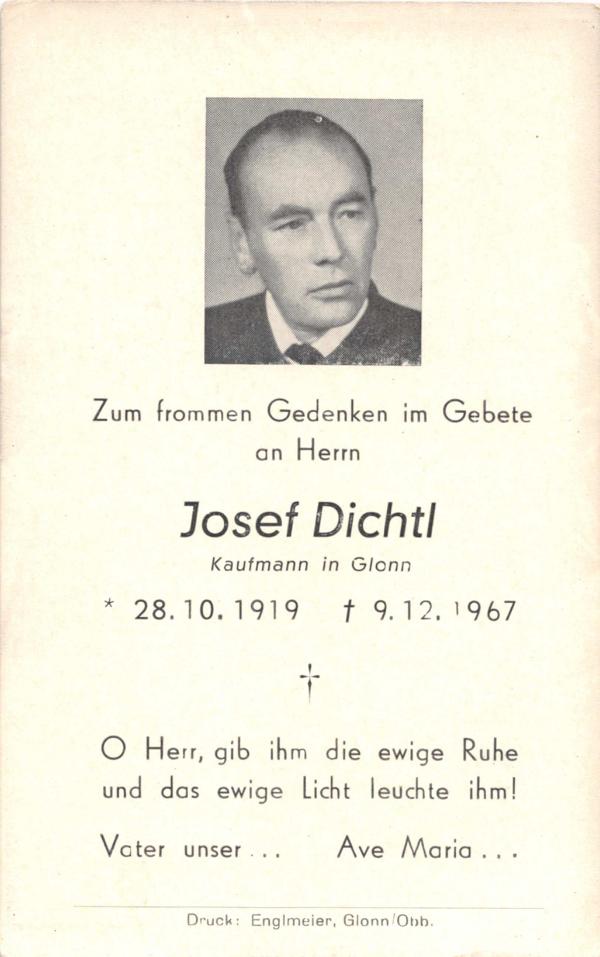 Zum frommen Gedenken im Gebete
an Herrn
Josef Dichtl
Kaufmann in Glonn
* 28.10.1919 † 9.12.1967
†
O Herr, gib ihm die ewige Ruhe
und das ewige Licht leuchte ihm!
Vater unser... Ave Maria...
Druck: Englmeier, Glonn/Obb.